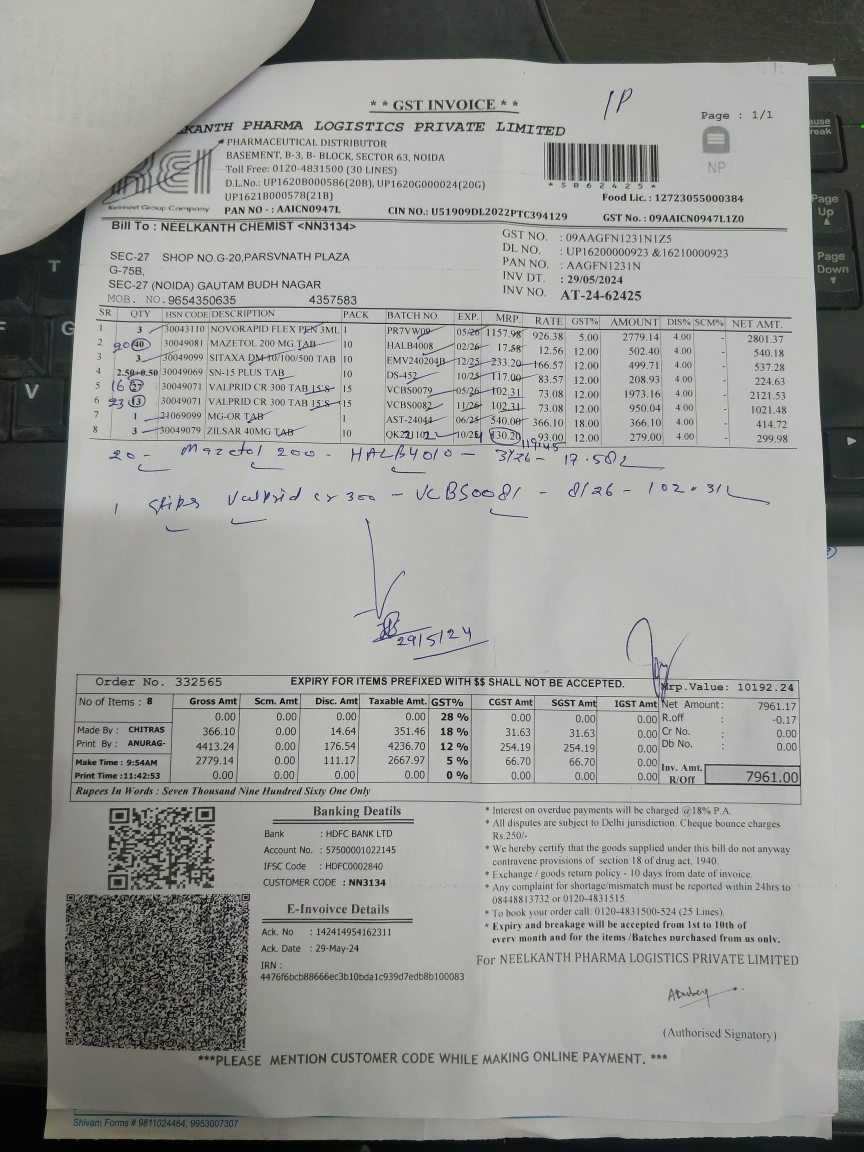 * * GST INVOICE * *
1P
Page : 1/1
KANTH PHARMA LOGISTICS PRIVATE LIMITED
PHARMACEUTICAL DISTRIBUTOR
BASEMENT, B-3, B- BLOCK, SECTOR 63, NOIDA
Toll Free: 0120-4831500 (30 LINES)
D.L.No.: UP1620B000586(20B), UP1620G000024(20G)
UP1621B000578(21B)
NP
* S B 6 2 4 2 5 *
Food Lic. : 12723055000384
Keimed Group Company
PAN NO - : AAICN0947L
CIN NO.: U51909DL2022PTC394129
GST No. : 09AAICN0947L1Z0
Bill To : NEELKANTH CHEMIST <NN3134>
SEC-27 SHOP NO.G-20,PARSVNATH PLAZA
G-75B,
SEC-27 (NOIDA) GAUTAM BUDH NAGAR
MOB. NO.9654350635 4357583
GST NO. : 09AAGFN1231N1Z5
DL NO. : UP16200000923 &16210000923
PAN NO. : AAGFN1231N
INV DT. : 29/05/2024
INV NO. AT-24-62425
SR QTY HSN CODE DESCRIPTION PACK BATCH NO. EXP. MRP. RATE GST% AMOUNT DIS% SCM% NET AMT.
1 3 30043110 NOVORAPID FLEX PEN 3ML 1 PR7VW09 05/26 1157.98 926.38 5.00 2779.14 4.00 - 2801.37
2 20 40 30049081 MAZETOL 200 MG TAB 10 HALB4008 02/26 17.58 12.56 12.00 502.40 4.00 - 540.18
3 3 30049099 SITAXA DM 10/100/500 TAB 10 EMV240204B 12/25 233.20 166.57 12.00 499.71 4.00 - 537.28
4 2.50+0.50 30049069 SN-15 PLUS TAB 10 DS-452 10/25 117.00 83.57 12.00 208.93 4.00 - 224.63
5 16 27 30049071 VALPRID CR 300 TAB 15'S 15 VCBS0079 05/26 102.31 73.08 12.00 1973.16 4.00 - 2121.53
6 23 13 30049071 VALPRID CR 300 TAB 15'S 15 VCBS0082 11/26 102.31 73.08 12.00 950.04 4.00 - 1021.48
7 1 21069099 MG-OR TAB 1 AST-24044 06/25 540.00 366.10 18.00 366.10 4.00 - 414.72
8 3 30049079 ZILSAR 40MG TAB 10 10/25 130.20 93.00 12.00 279.00 4.00 - 299.98
119.45
20 - Mazetol 200 - HALB4010 - 3/26 - 17.58
1 strips Valprid cr 300 - VCBS0081 - 8/26 - 102.31
29/5/24
Order No. 332565 EXPIRY FOR ITEMS PREFIXED WITH $$ SHALL NOT BE ACCEPTED. Mrp.Value: 10192.24
No of Items : 8 Gross Amt Scm. Amt Disc. Amt Taxable Amt. GST% CGST Amt SGST Amt IGST Amt Net Amount: 7961.17
0.00 0.00 0.00 0.00 28 % 0.00 0.00 0.00 R.off -0.17
Made By : CHITRAS 366.10 0.00 14.64 351.46 18 % 31.63 31.63 0.00 Cr No. : 0.00
Print By : ANURAG- 4413.24 0.00 176.54 4236.70 12 % 254.19 254.19 0.00 Db No. : 0.00
Make Time : 9:54AM 2779.14 0.00 111.17 2667.97 5 % 66.70 66.70 0.00
Print Time :11:42:53 0.00 0.00 0.00 0.00 0 % 0.00 0.00 0.00
Inv. Amt. R/Off 7961.00
Rupees In Words : Seven Thousand Nine Hundred Sixty One Only
Banking Deatils
Bank : HDFC BANK LTD
Account No. : 57500001022145
IFSC Code : HDFC0002840
CUSTOMER CODE : NN3134
E-Invoivce Details
Ack. No : 142414954162311
Ack. Date : 29-May-24
IRN :
4476f6bcb88666ec3b10bda1c939d7edb8b100083
* Interest on overdue payments will be charged @18% P.A.
* All disputes are subject to Delhi jurisdiction. Cheque bounce charges
Rs.250/-
* We hereby certify that the goods supplied under this bill do not anyway
contravene provisions of section 18 of drug act, 1940.
* Exchange / goods return policy - 10 days from date of invoice.
* Any complaint for shortage/mismatch must be reported within 24hrs to
08448813732 or 0120-4831515.
* To book your order call: 0120-4831500-524 (25 Lines).
* Expiry and breakage will be accepted from 1st to 10th of
every month and for the items /Batches purchased from us only.
For NEELKANTH PHARMA LOGISTICS PRIVATE LIMITED
(Authorised Signatory)
***PLEASE MENTION CUSTOMER CODE WHILE MAKING ONLINE PAYMENT. ***
Shivam Forms # 9811024464, 9953007307
Page Up
Page Down
T
F
G
V